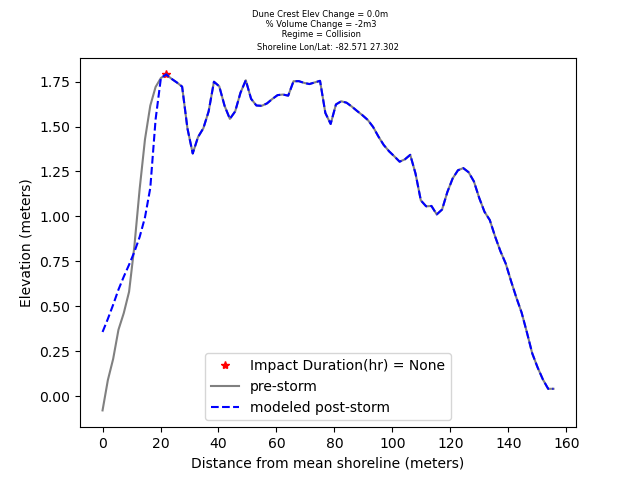 Dune Crest Elev Change = 0.0m
% Volume Change = -2m3
Regime = Collision
Shoreline Lon/Lat: -82.571 27.302
1.75
1.50
1.25
1.00
0.75
0.50
0.25
0.00
Elevation (meters)
Impact Duration(hr) = None
pre-storm
modeled post-storm
0 20 40 60 80 100 120 140 160
Distance from mean shoreline (meters)